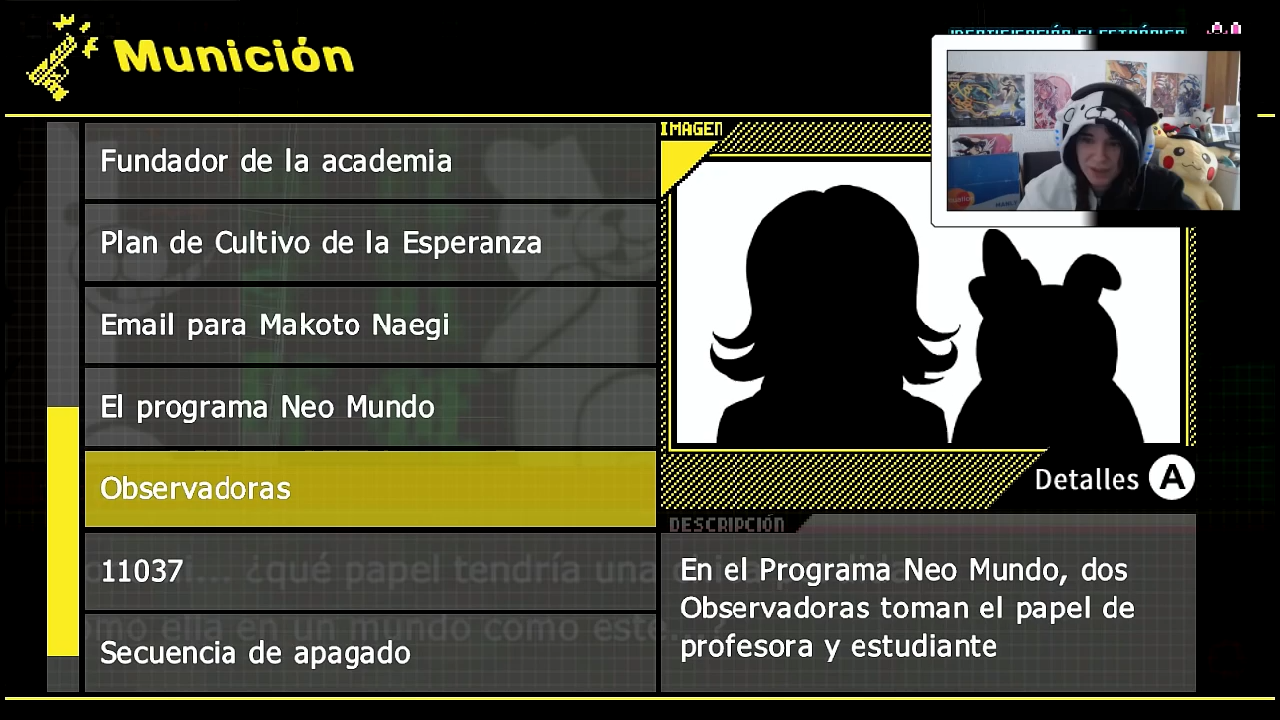 Munición
IDENTIFICACIÓN ELECTRÓNICA
IMAGEN
Fundador de la academia
Plan de Cultivo de la Esperanza
Email para Makoto Naegi
El programa Neo Mundo
Observadoras
11037
Secuencia de apagado
Detalles A
DESCRIPCIÓN
En el Programa Neo Mundo, dos
Observadoras toman el papel de
profesora y estudiante